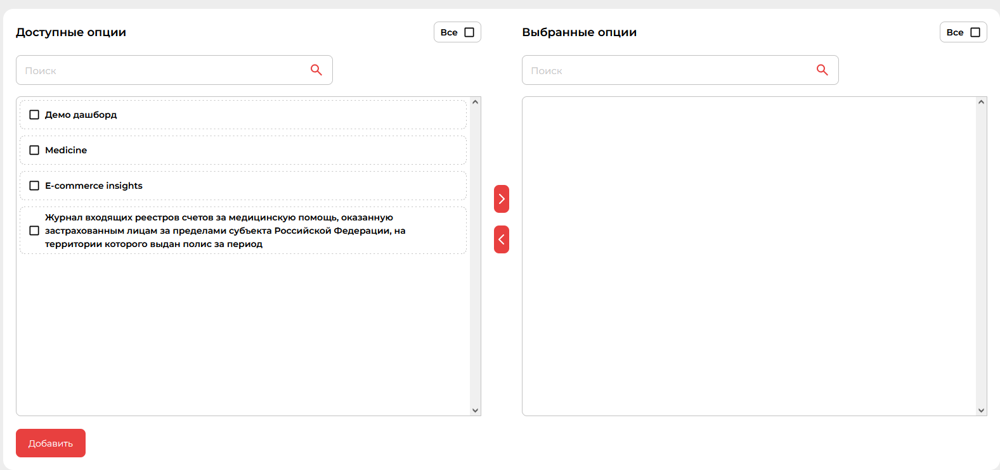 Доступные опции
Все
Поиск
Демо дашборд
Medicine
E-commerce insights
Журнал входящих реестров счетов за медицинскую помощь, оказанную
застрахованным лицам за пределами субъекта Российской Федерации, на
территории которого выдан полис за период
Добавить
Выбранные опции
Все
Поиск